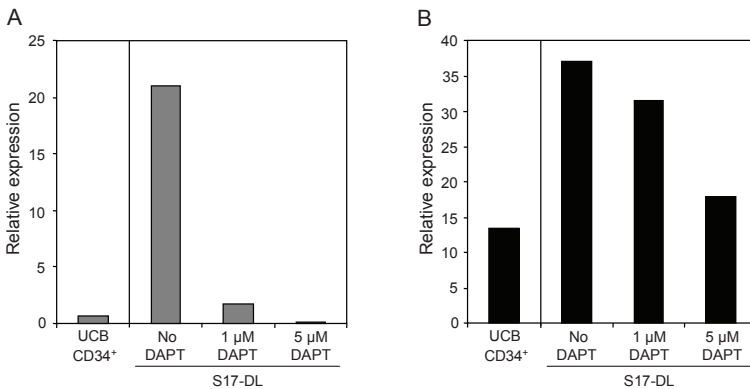 A
Relative expression
25
20
15
10
5
0
UCB
CD34⁺
No
DAPT
1 µM
DAPT
5 µM
DAPT
S17-DL
B
Relative expression
40
35
30
25
20
15
10
5
0
UCB
CD34⁺
No
DAPT
1 µM
DAPT
5 µM
DAPT
S17-DL